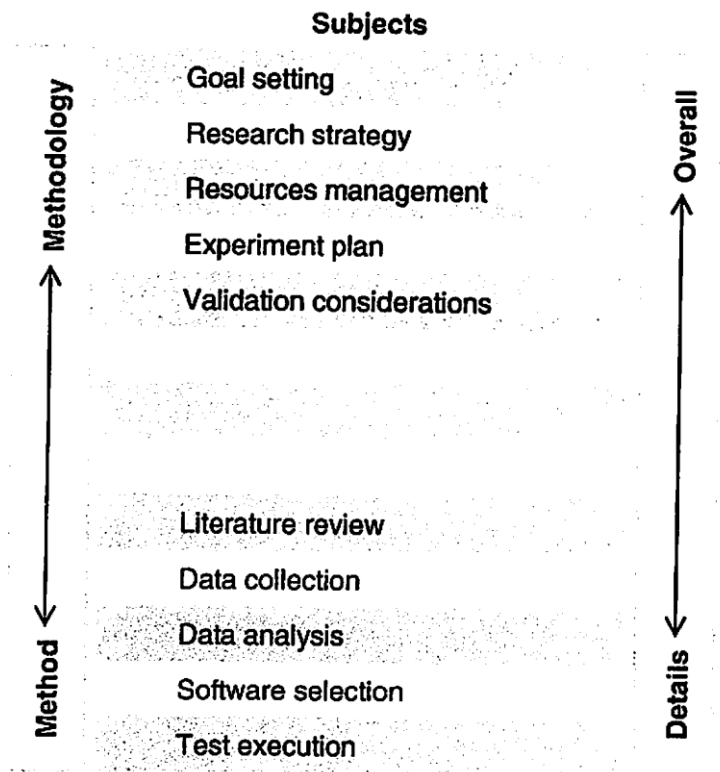 Subjects
Methodology
Method
Goal setting
Research strategy
Resources management
Experiment plan
Validation considerations
Literature review
Data collection
Data analysis
Software selection
Test execution
Overall
Details